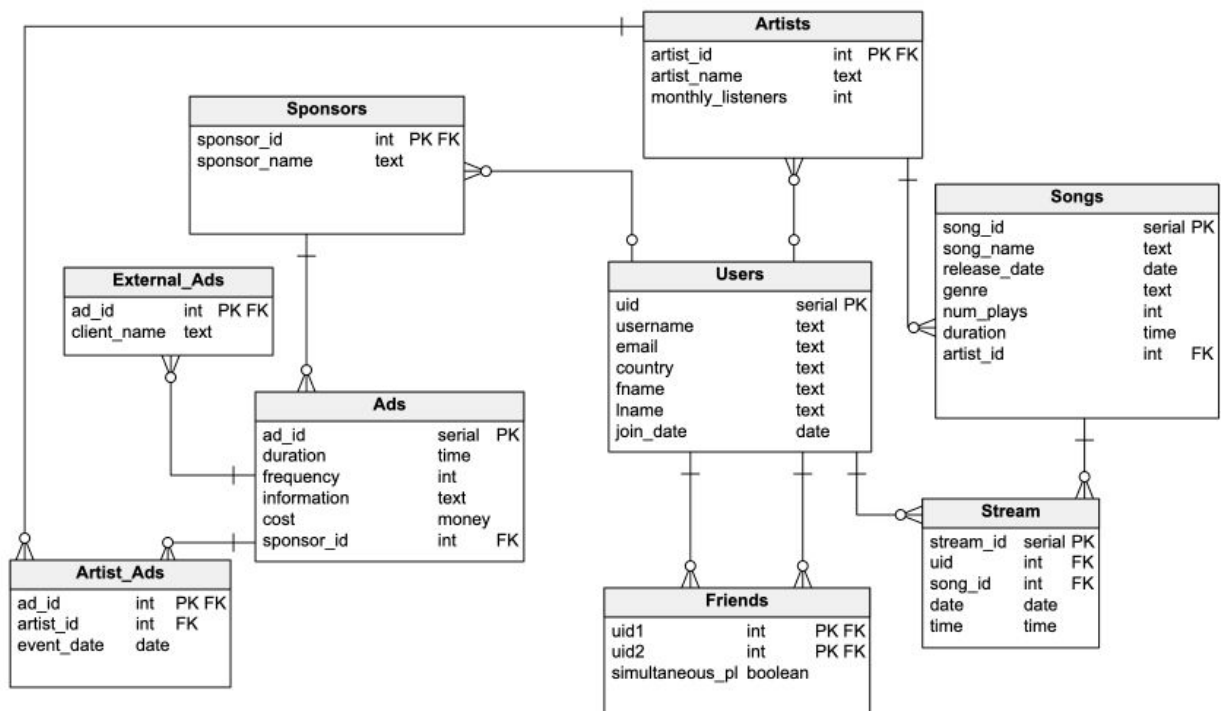 Artists
artist_id int PK FK
artist_name text
monthly_listeners int
Sponsors
sponsor_id int PK FK
sponsor_name text
Songs
song_id serial PK
song_name text
release_date date
genre text
num_plays int
duration time
artist_id int FK
External_Ads
ad_id int PK FK
client_name text
Users
uid serial PK
username text
email text
country text
fname text
lname text
join_date date
Ads
ad_id serial PK
duration time
frequency int
information text
cost money
sponsor_id int FK
Stream
stream_id serial PK
uid int FK
song_id int FK
date date
time time
Artist_Ads
ad_id int PK FK
artist_id int FK
event_date date
Friends
uid1 int PK FK
uid2 int PK FK
simultaneous_pl boolean